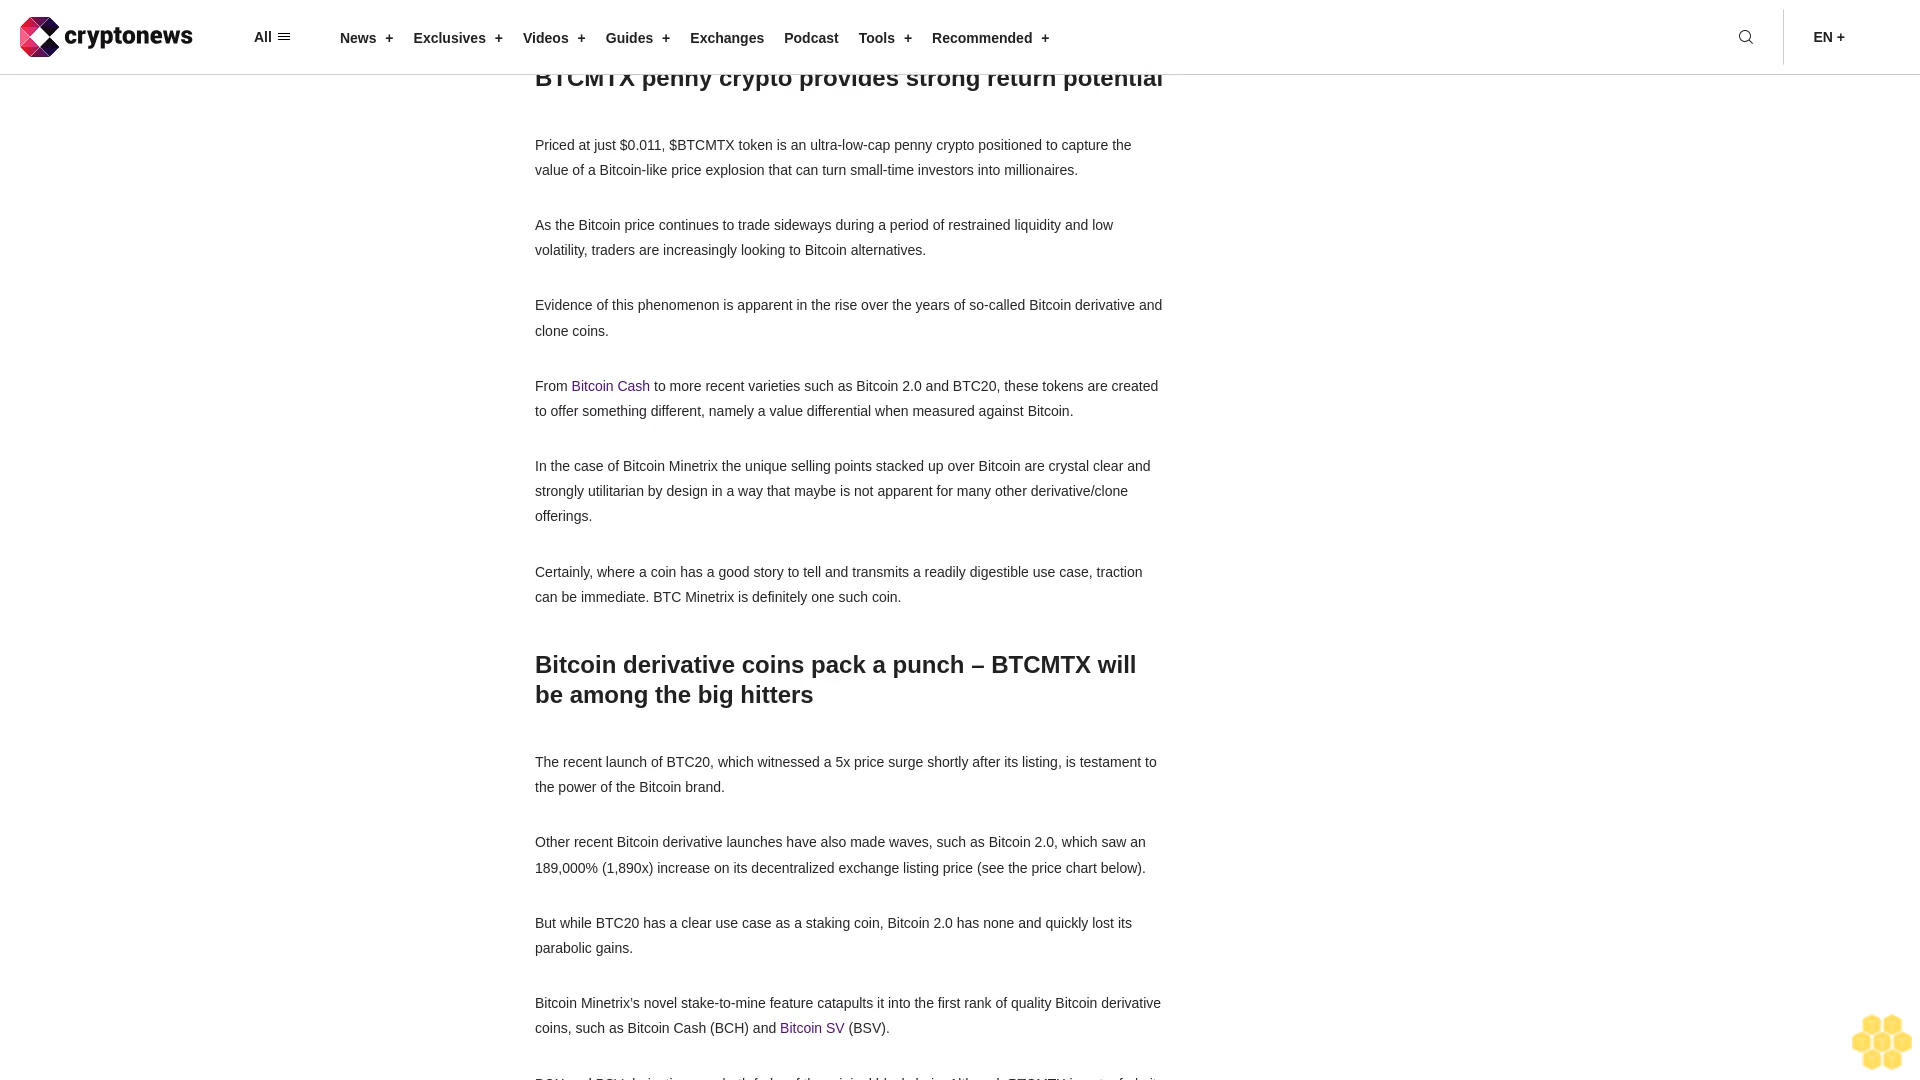 cryptonews
All
News +
Exclusives +
Videos +
Guides +
Exchanges
Podcast
Tools +
Recommended +
EN +
BTCMTX penny crypto provides strong return potential
Priced at just $0.011, $BTCMTX token is an ultra-low-cap penny crypto positioned to capture the
value of a Bitcoin-like price explosion that can turn small-time investors into millionaires.
As the Bitcoin price continues to trade sideways during a period of restrained liquidity and low
volatility, traders are increasingly looking to Bitcoin alternatives.
Evidence of this phenomenon is apparent in the rise over the years of so-called Bitcoin derivative and
clone coins.
From Bitcoin Cash to more recent varieties such as Bitcoin 2.0 and BTC20, these tokens are created
to offer something different, namely a value differential when measured against Bitcoin.
In the case of Bitcoin Minetrix the unique selling points stacked up over Bitcoin are crystal clear and
strongly utilitarian by design in a way that maybe is not apparent for many other derivative/clone
offerings.
Certainly, where a coin has a good story to tell and transmits a readily digestible use case, traction
can be immediate. BTC Minetrix is definitely one such coin.
Bitcoin derivative coins pack a punch – BTCMTX will
be among the big hitters
The recent launch of BTC20, which witnessed a 5x price surge shortly after its listing, is testament to
the power of the Bitcoin brand.
Other recent Bitcoin derivative launches have also made waves, such as Bitcoin 2.0, which saw an
189,000% (1,890x) increase on its decentralized exchange listing price (see the price chart below).
But while BTC20 has a clear use case as a staking coin, Bitcoin 2.0 has none and quickly lost its
parabolic gains.
Bitcoin Minetrix’s novel stake-to-mine feature catapults it into the first rank of quality Bitcoin derivative
coins, such as Bitcoin Cash (BCH) and Bitcoin SV (BSV).